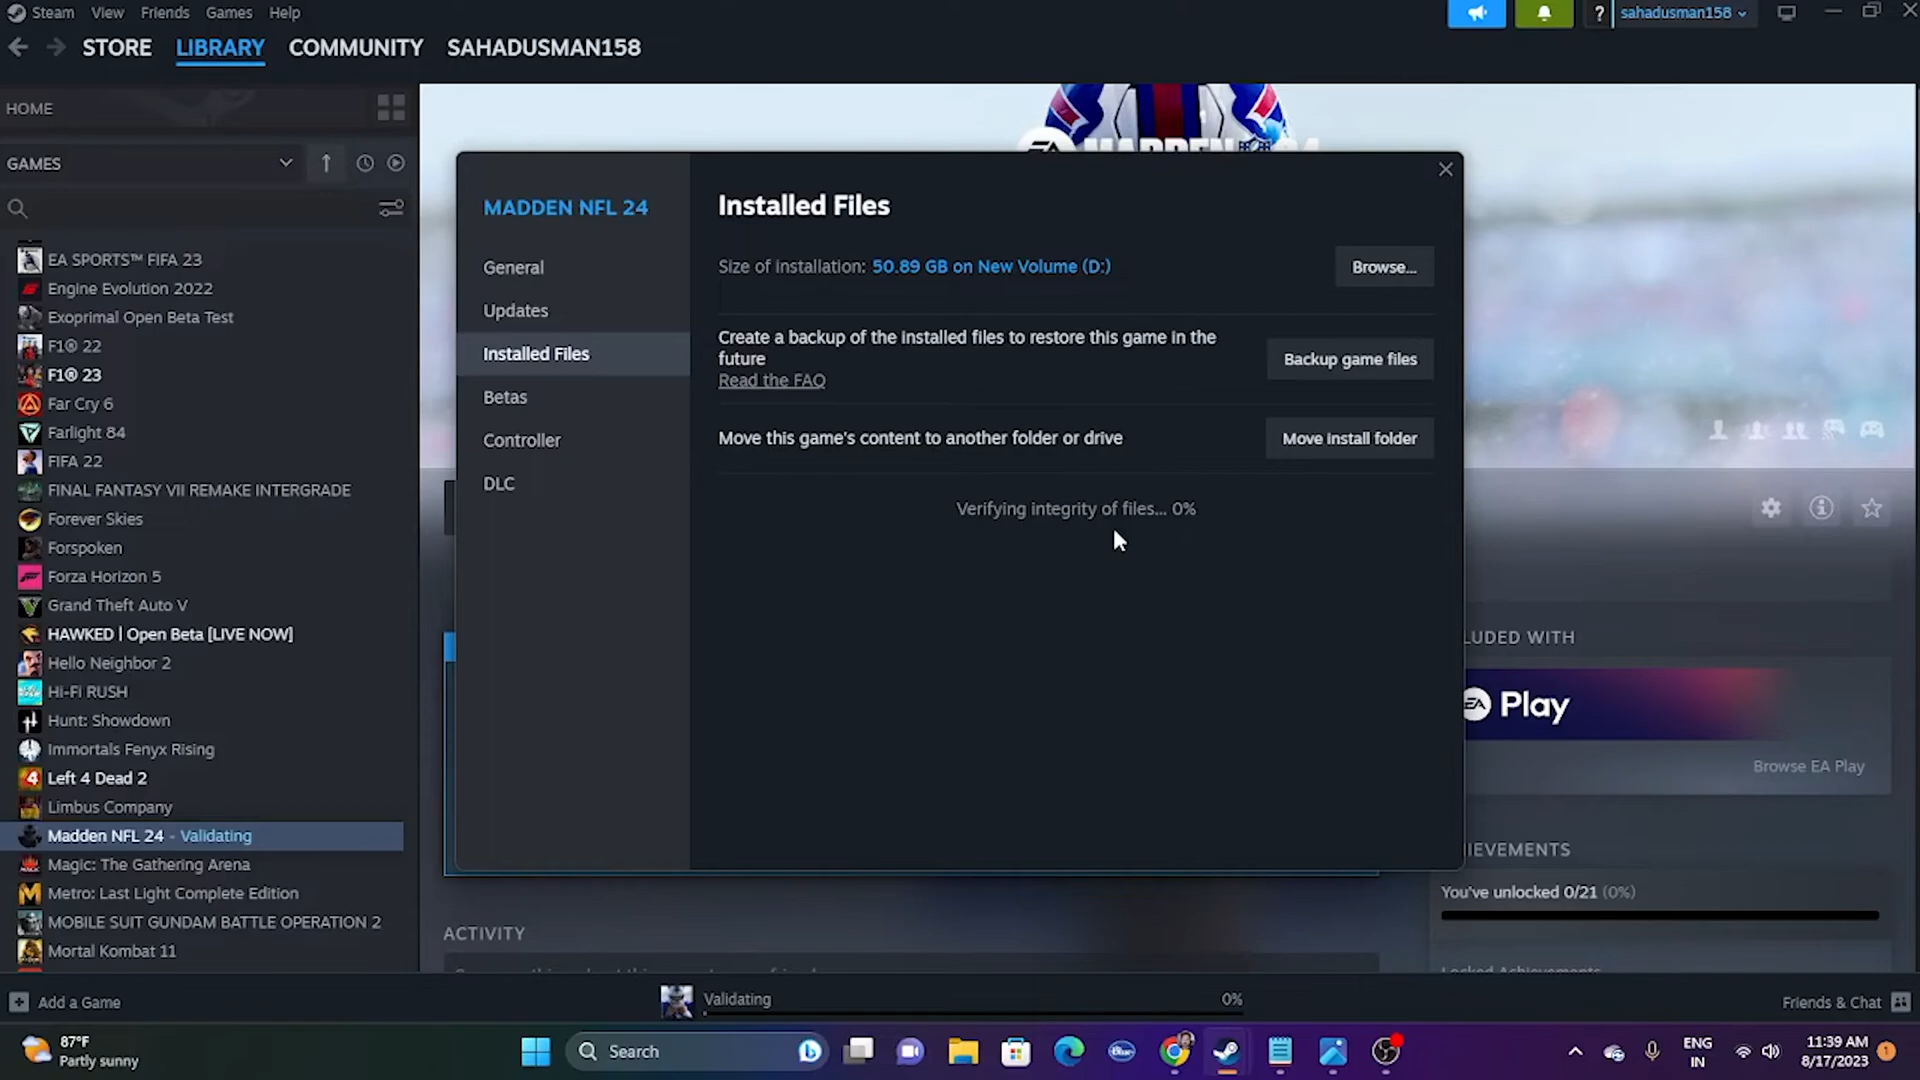 Steam View Friends Games Help
? sahadusman158
STORE LIBRARY COMMUNITY SAHADUSMAN158
HOME
GAMES
EA SPORTS™ FIFA 23
Engine Evolution 2022
Exoprimal Open Beta Test
F1® 22
F1® 23
Far Cry 6
Farlight 84
FIFA 22
FINAL FANTASY VII REMAKE INTERGRADE
Forever Skies
Forspoken
Forza Horizon 5
Grand Theft Auto V
HAWKED | Open Beta [LIVE NOW]
Hello Neighbor 2
Hi-Fi RUSH
Hunt: Showdown
Immortals Fenyx Rising
Left 4 Dead 2
Limbus Company
Madden NFL 24 - Validating
Magic: The Gathering Arena
Metro: Last Light Complete Edition
MOBILE SUIT GUNDAM BATTLE OPERATION 2
Mortal Kombat 11
MADDEN NFL 24
General
Updates
Installed Files
Betas
Controller
DLC
Installed Files
Size of installation: 50.89 GB on New Volume (D:)
Browse...
Create a backup of the installed files to restore this game in the
future
Read the FAQ
Backup game files
Move this game's content to another folder or drive
Move install folder
Verifying integrity of files... 0%
LUDED WITH
EA Play
Browse EA Play
IEVEMENTS
You've unlocked 0/21 (0%)
ACTIVITY
Add a Game
Validating 0%
Friends & Chat
87°F
Partly sunny
Search
ENG
IN
11:39 AM
8/17/2023
1